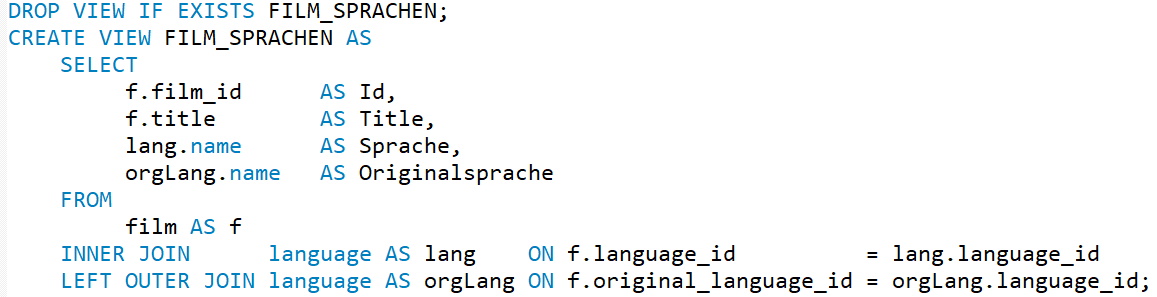 DROP VIEW IF EXISTS FILM_SPRACHEN;
CREATE VIEW FILM_SPRACHEN AS
    SELECT
         f.film_id      AS Id,
         f.title        AS Title,
         lang.name      AS Sprache,
         orgLang.name   AS Originalsprache
    FROM
         film AS f
    INNER JOIN      language AS lang    ON f.language_id          = lang.language_id
    LEFT OUTER JOIN language AS orgLang ON f.original_language_id = orgLang.language_id;